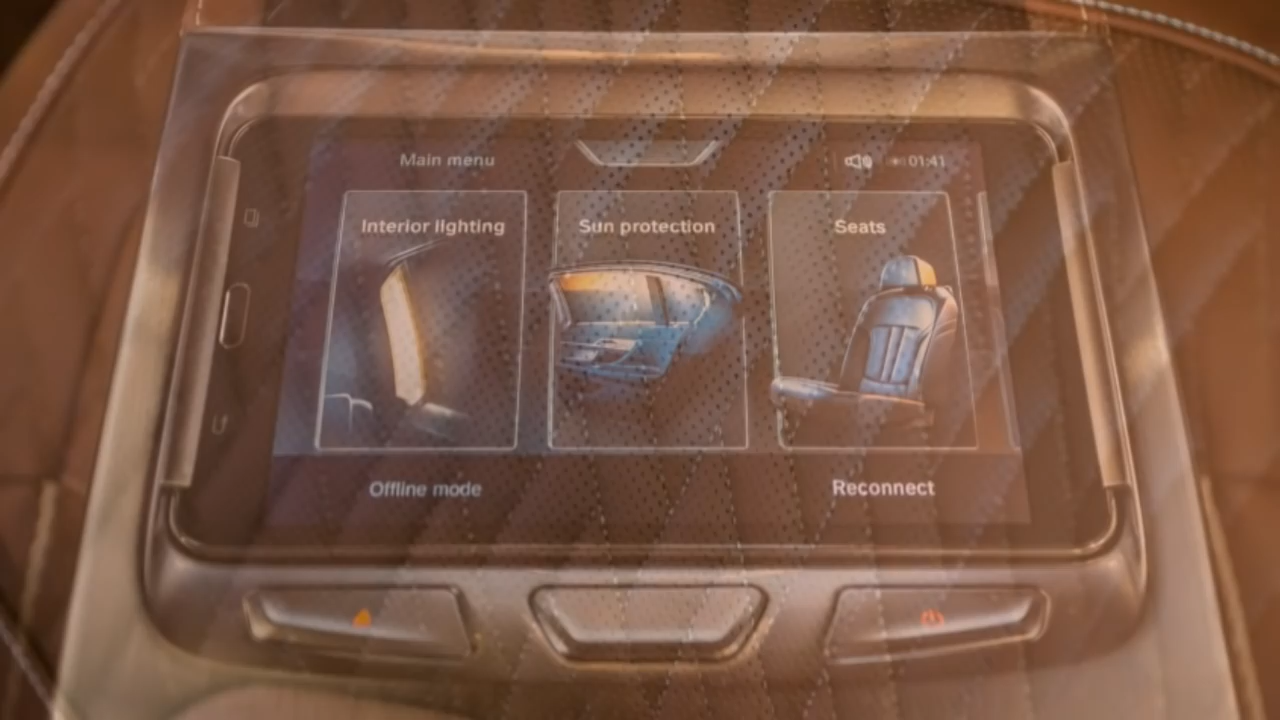 Main menu
01:41
Interior lighting
Sun protection
Seats
Offline mode
Reconnect